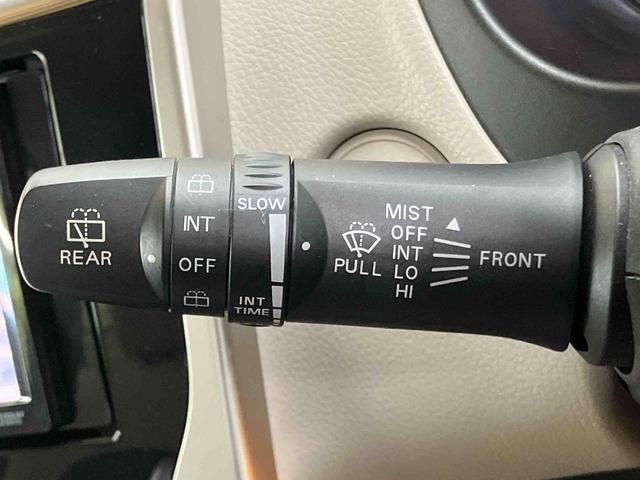 REAR
INT
OFF
SLOW
INT
TIME
PULL
MIST
OFF
INT
LO
HI
FRONT